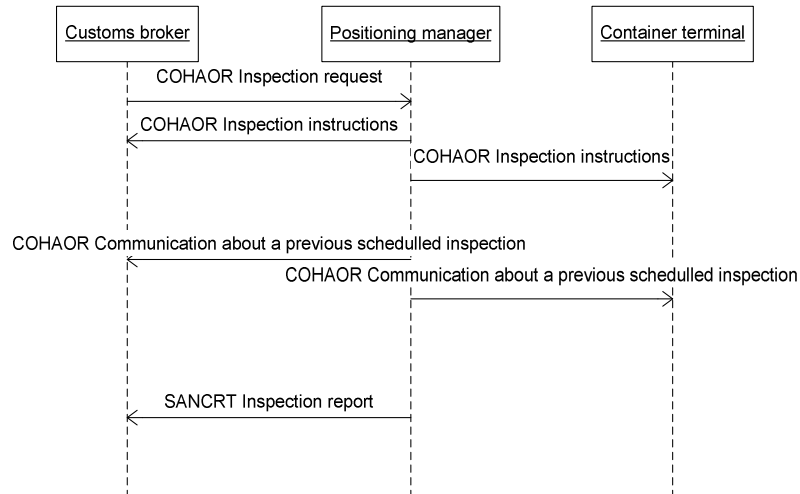 Customs broker
Positioning manager
Container terminal
COHAOR Inspection request
COHAOR Inspection instructions
COHAOR Inspection instructions
COHAOR Communication about a previous schedulled inspection
COHAOR Communication about a previous schedulled inspection
SANCRT Inspection report